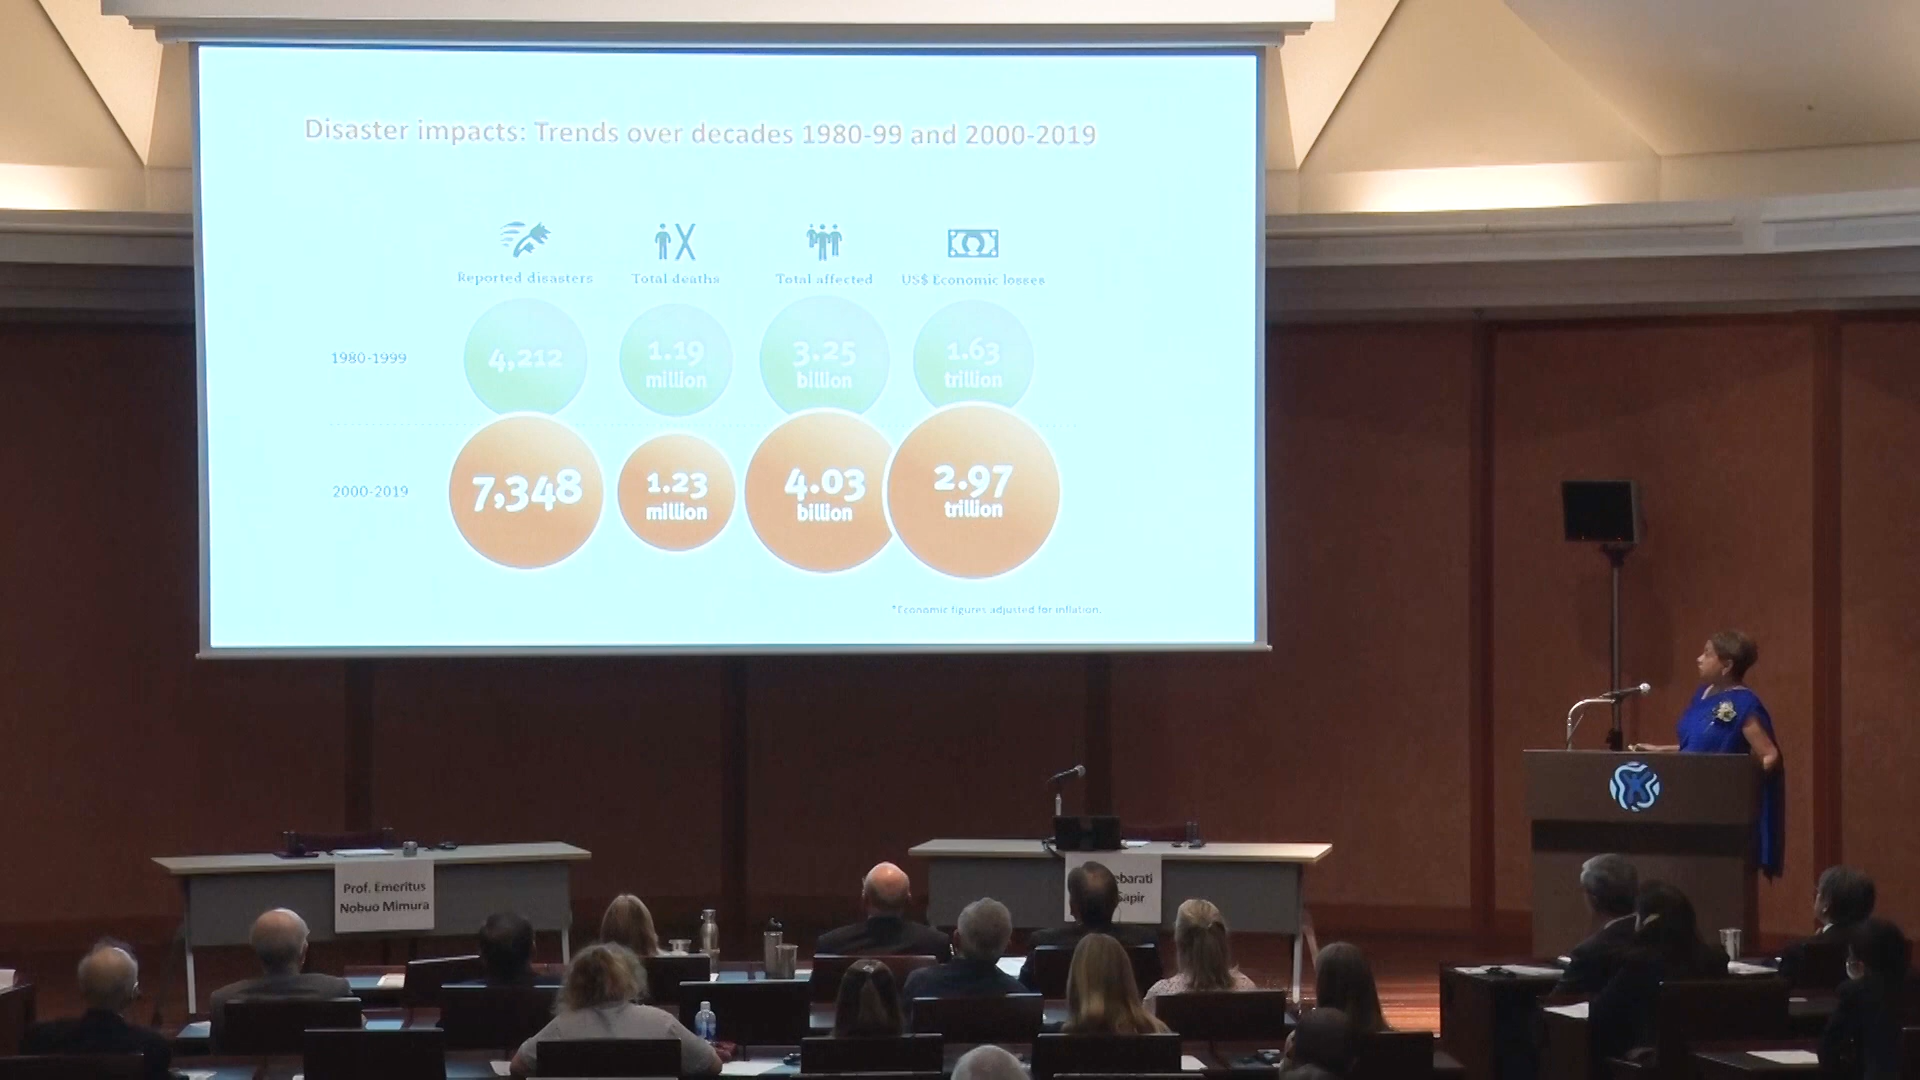 Disaster impacts: Trends over decades 1980-99 and 2000-2019
Reported disasters
Total deaths
Total affected
US$ Economic losses
1980-1999
4,212
1.19
million
3.25
billion
1.63
trillion
2000-2019
7,348
1.23
million
4.03
billion
2.97
trillion
*Economic figures adjusted for inflation.
Prof. Emeritus
Nobuo Mimura
ebarati
Sapir